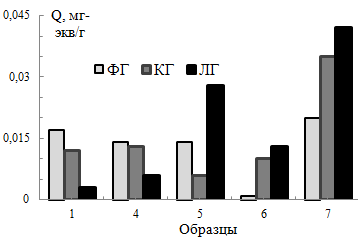 Q, мг-
экв/г
0,045
0,03
0,015
0
ФГ КГ ЛГ
1 4 5 6 7
Образцы